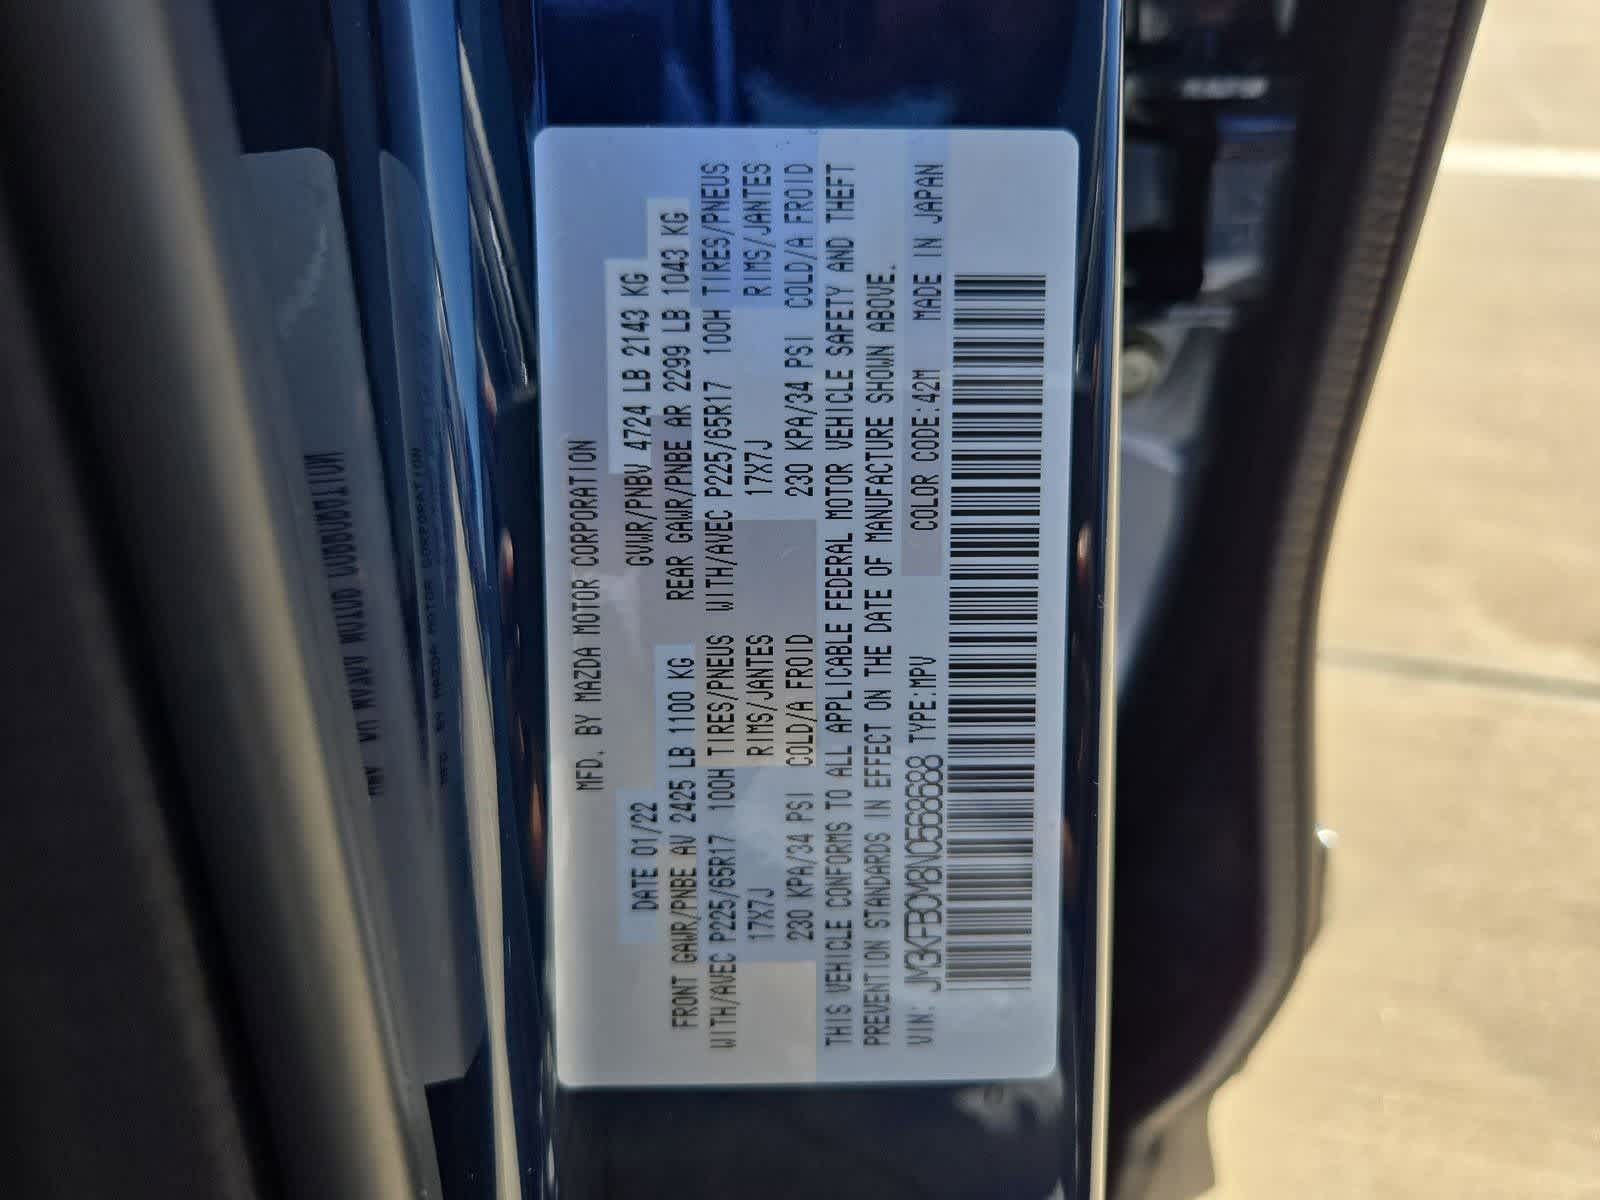 MFD. BY MAZDA MOTOR CORPORATION
DATE 01/22 GVWR/PNBV 4724 LB 2143 KG
FRONT GAWR/PNBE AV 2425 LB 1100 KG REAR GAWR/PNBE AR 2299 LB 1043 KG
WITH/AVEC P225/65R17 100H TIRES/PNEUS WITH/AVEC P225/65R17 100H TIRES/PNEUS
17X7J RIMS/JANTES 17X7J RIMS/JANTES
230 KPA/34 PSI COLD/A FROID 230 KPA/34 PSI COLD/A FROID
THIS VEHICLE CONFORMS TO ALL APPLICABLE FEDERAL MOTOR VEHICLE SAFETY AND THEFT
PREVENTION STANDARDS IN EFFECT ON THE DATE OF MANUFACTURE SHOWN ABOVE.
VIN: JM3KFBCM8N0568688 TYPE:MPV COLOR CODE:42M MADE IN JAPAN